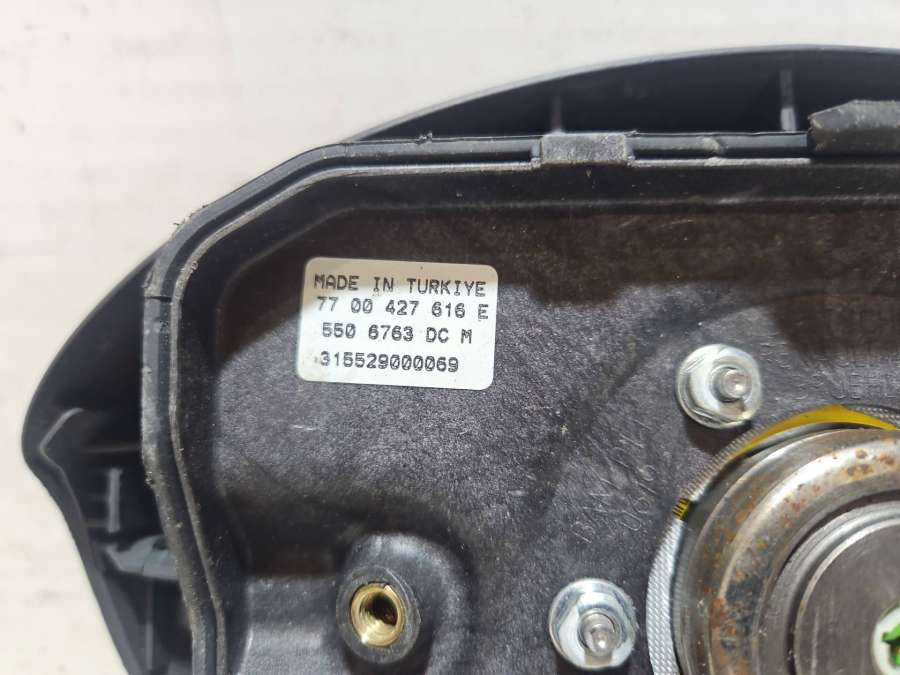 MADE IN TURKIYE
77 00 427 616 E
550 6763 DC M
315529000069